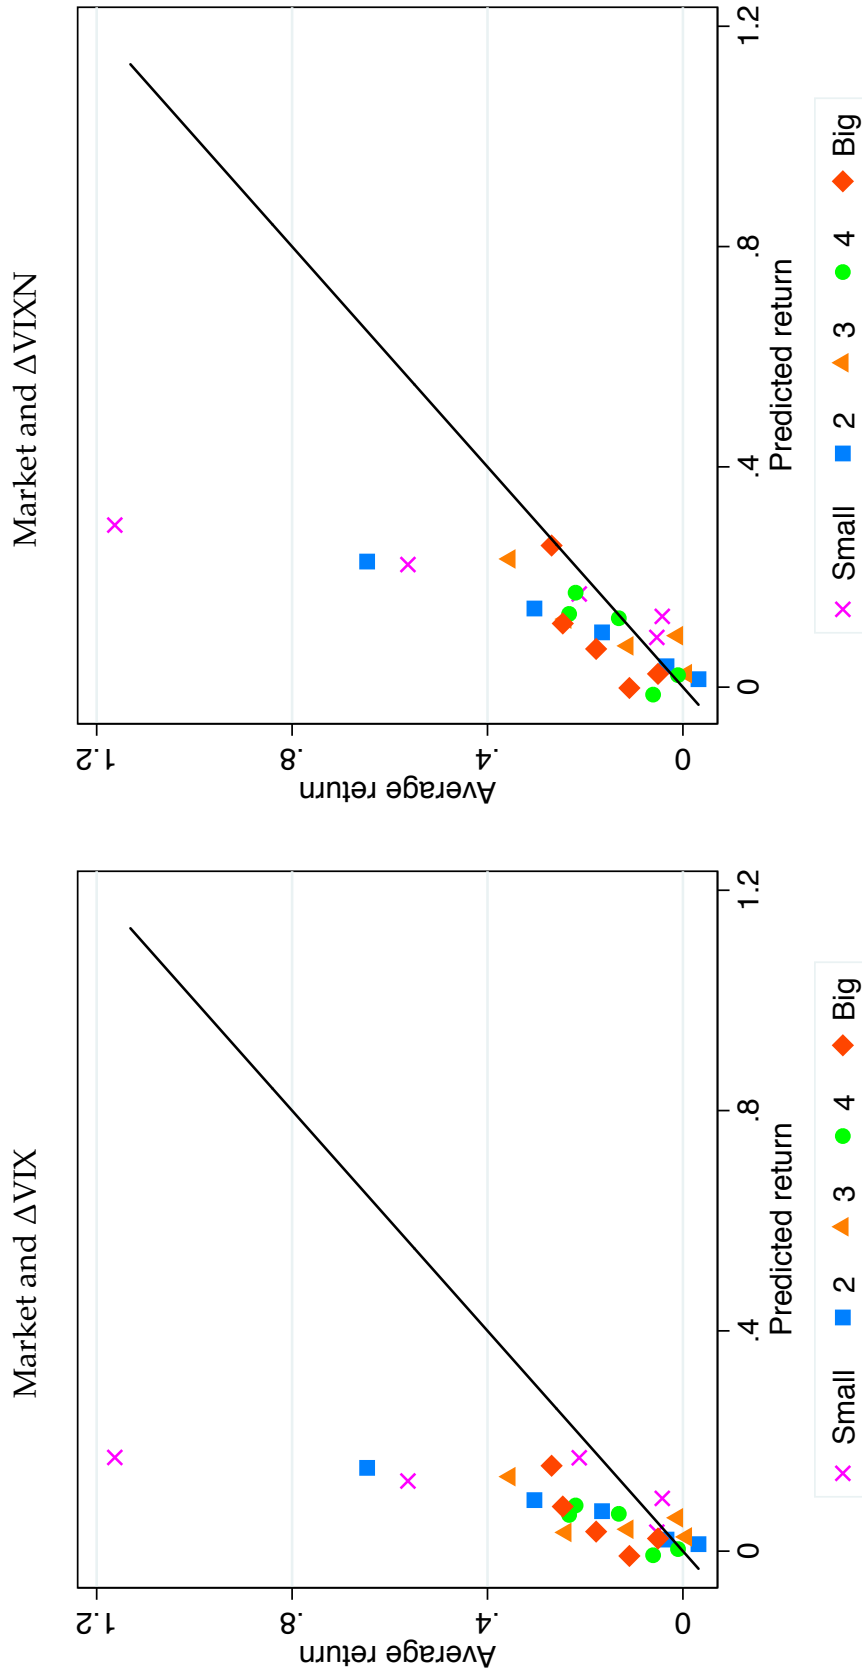 Market and ΔVIX
Average return
0 .4 .8 1.2
0 .4 .8 1.2
Predicted return
Small 2 3 4 Big
Market and ΔVIXN
Average return
0 .4 .8 1.2
0 .4 .8 1.2
Predicted return
Small 2 3 4 Big